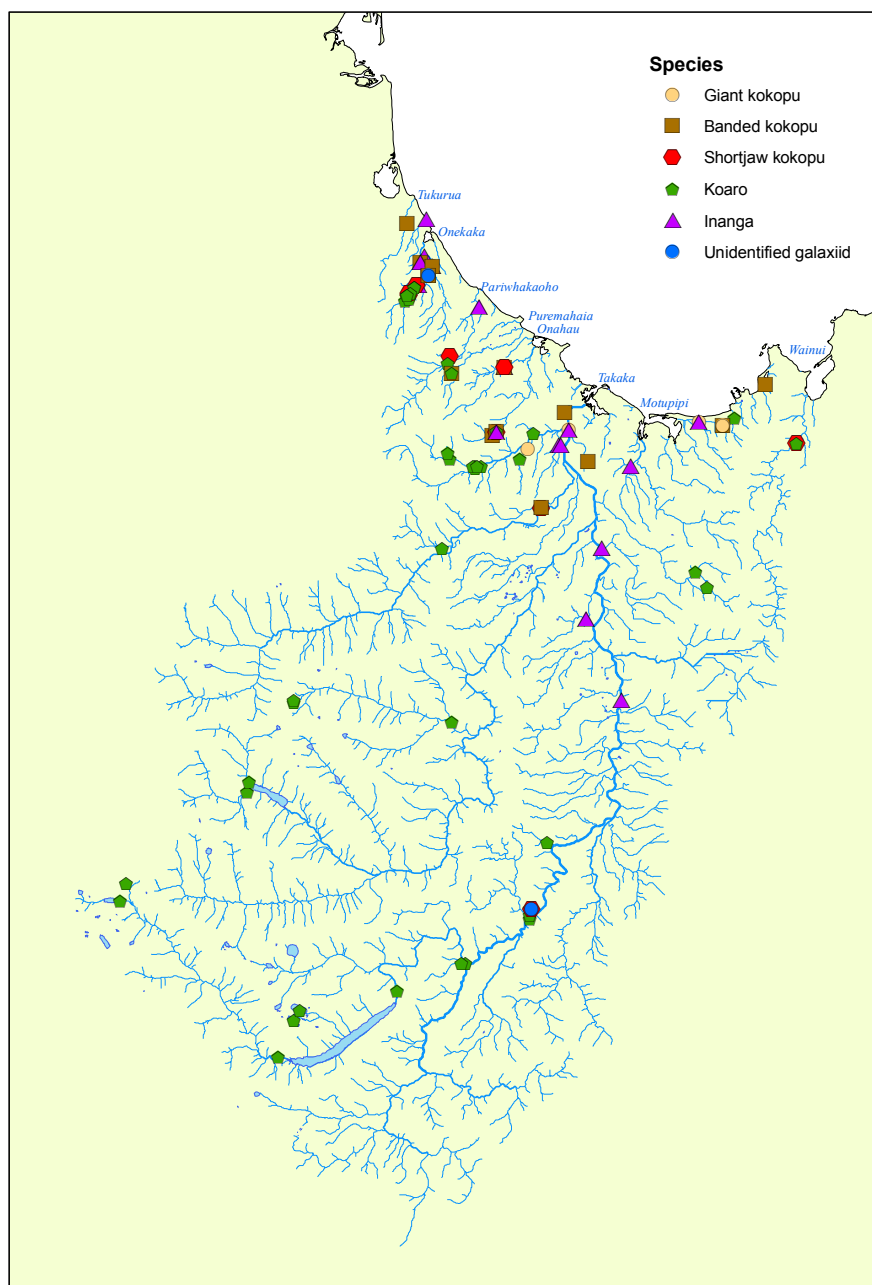 Species
Giant kokopu
Banded kokopu
Shortjaw kokopu
Koaro
Inanga
Unidentified galaxiid
Tukurua
Onekaka
Pariwhakaoho
Puremahaia
Onahau
Wainui
Takaka
Motupipi